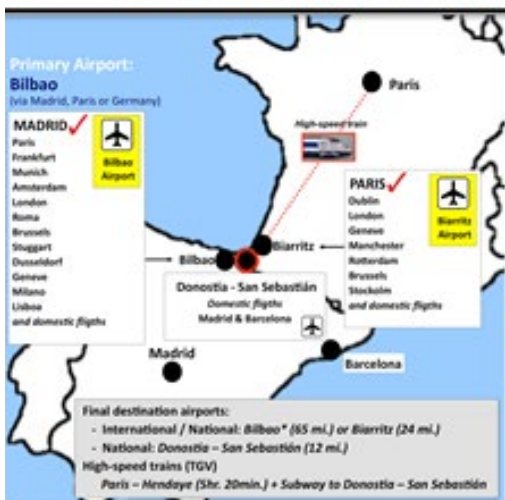 Primary Airport:
Bilbao
(via Madrid, Paris or Germany)
MADRID
Paris
Frankfurt
Munich
Amsterdam
London
Roma
Brussels
Stuggart
Dusseldorf
Geneve
Milano
Lisboa
and domestic fligths
Bilbao
Airport
Paris
High-speed train
PARIS
Dublin
London
Geneve
Manchester
Rotterdam
Brussels
Stockolm
and domestic fligths
Biarritz
Airport
Biarritz
Bilbao
Donostia - San Sebastián
Domestic fligths
Madrid & Barcelona
Madrid
Barcelona
Final destination airports:
- International / National: Bilbao* (65 mi.) or Biarritz (24 mi.)
- National: Donostia – San Sebastián (12 mi.)
High-speed trains (TGV)
Paris – Hendaye (5hr. 20min.) + Subway to Donostia – San Sebastián